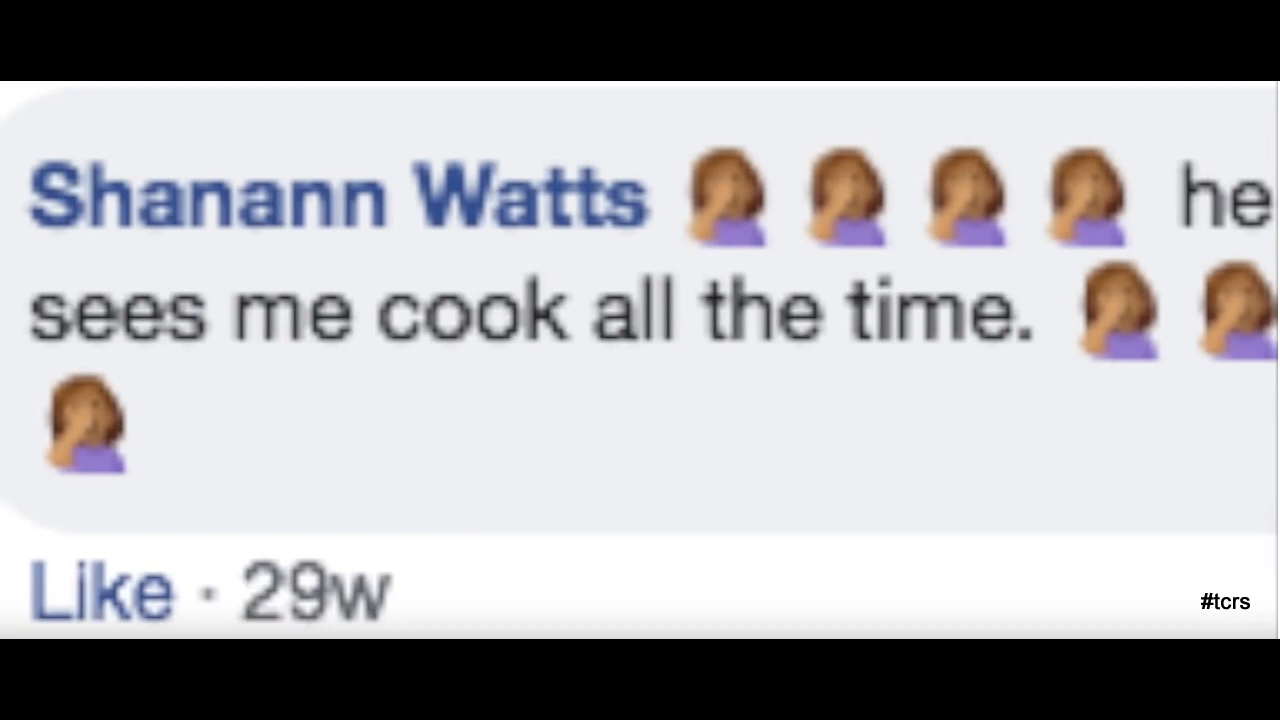 Shanann Watts 🤦🏽‍♀️ 🤦🏽‍♀️ 🤦🏽‍♀️ 🤦🏽‍♀️ he
sees me cook all the time. 🤦🏽‍♀️ 🤦🏽‍♀️
🤦🏽‍♀️
Like · 29w
#tcrs